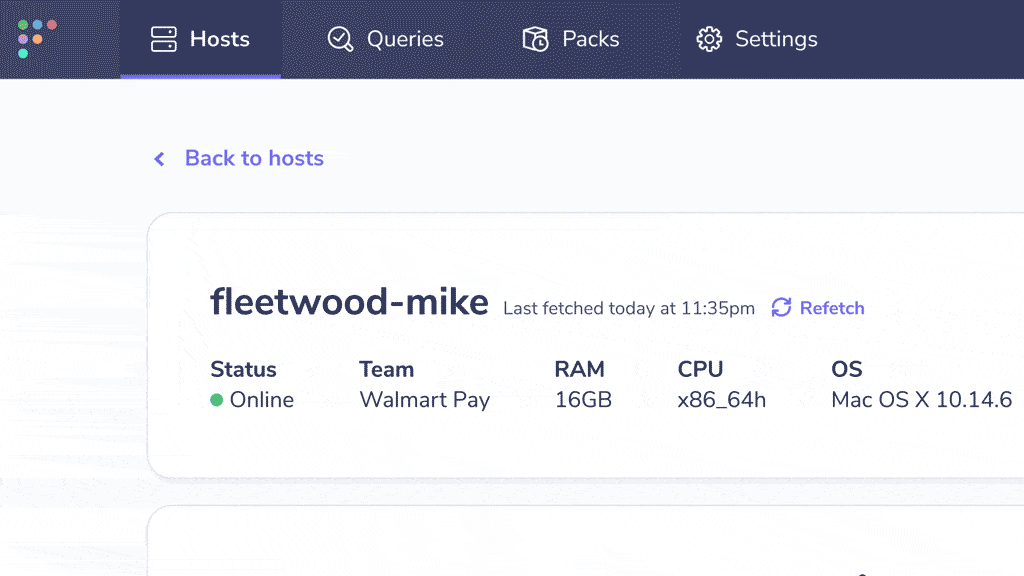 Hosts Queries Packs Settings
Back to hosts
fleetwood-mike Last fetched today at 11:35pm Refetch
Status Team RAM CPU OS
Online Walmart Pay 16GB x86_64h Mac OS X 10.14.6